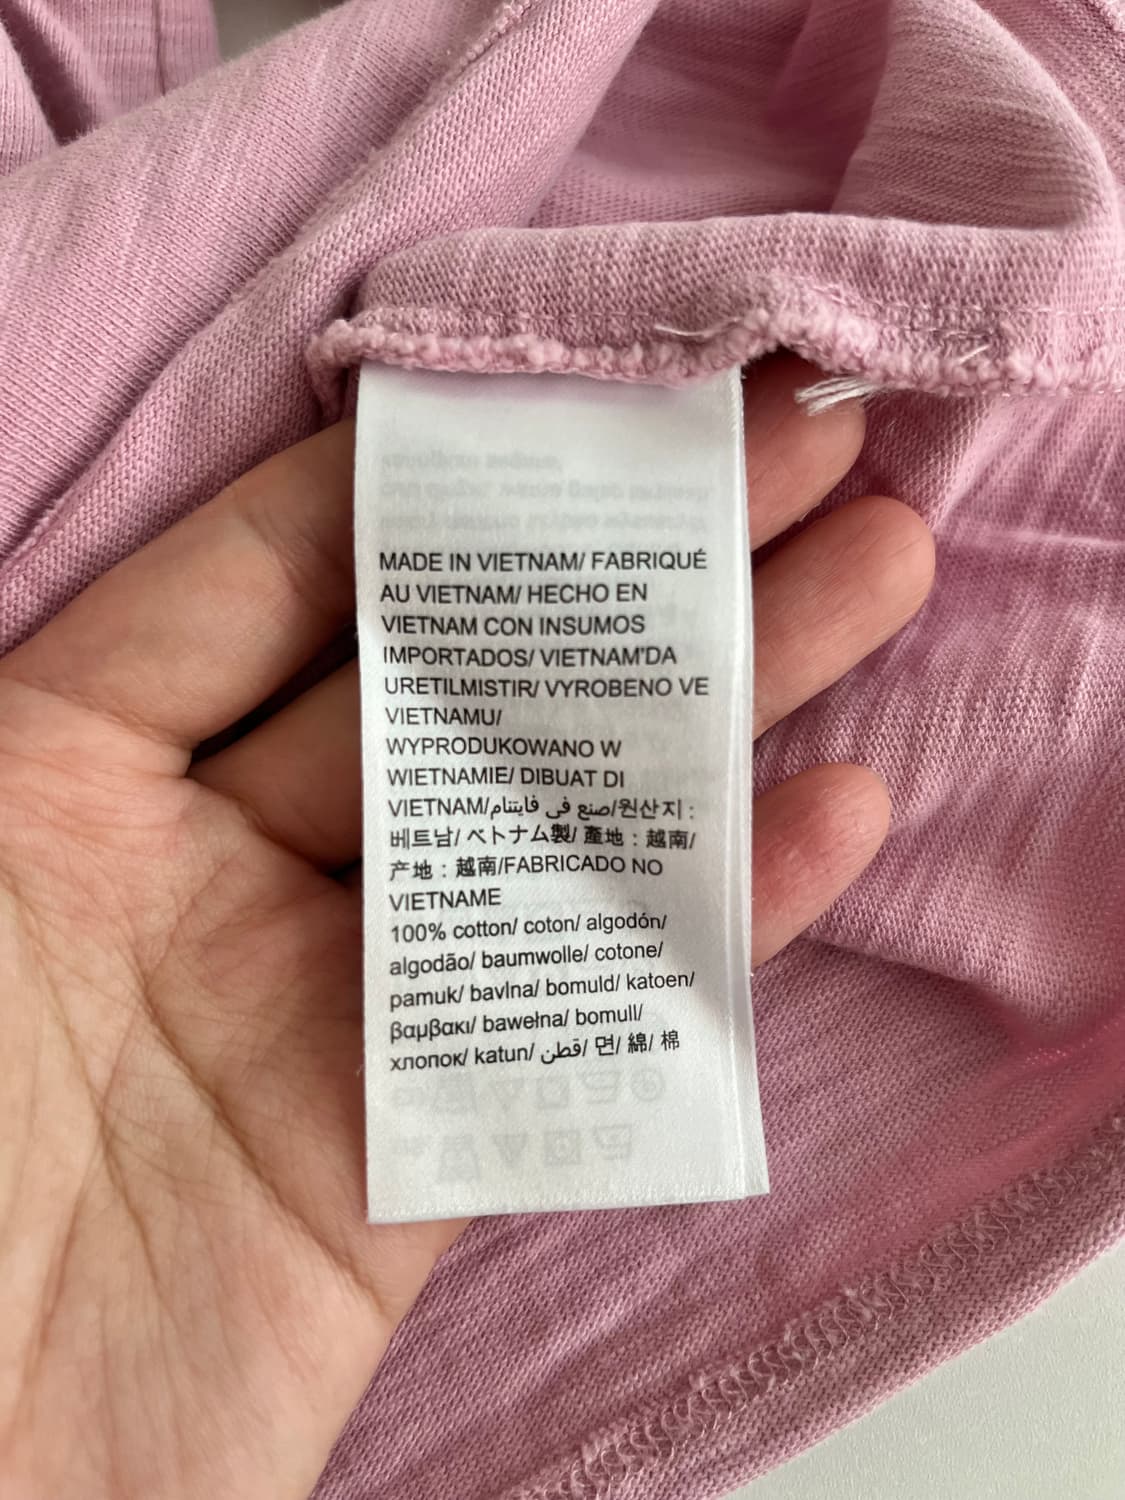 MADE IN VIETNAM/ FABRIQUÉ
AU VIETNAM/ HECHO EN
VIETNAM CON INSUMOS
IMPORTADOS/ VIETNAM'DA
URETILMISTIR/ VYROBENO VE
VIETNAMU/
WYPRODUKOWANO W
WIETNAMIE/ DIBUAT DI
VIETNAM/صنع في فايتنام/원산지 :
베트남/ ベトナム製/ 產地 : 越南/
产地 : 越南/FABRICADO NO
VIETNAME
100% cotton/ coton/ algodón/
algodão/ baumwolle/ cotone/
pamuk/ bavlna/ bomuld/ katoen/
βαμβακι/ bawełna/ bomull/
хлопок/ katun/ قطن/ 면/ 綿/ 棉